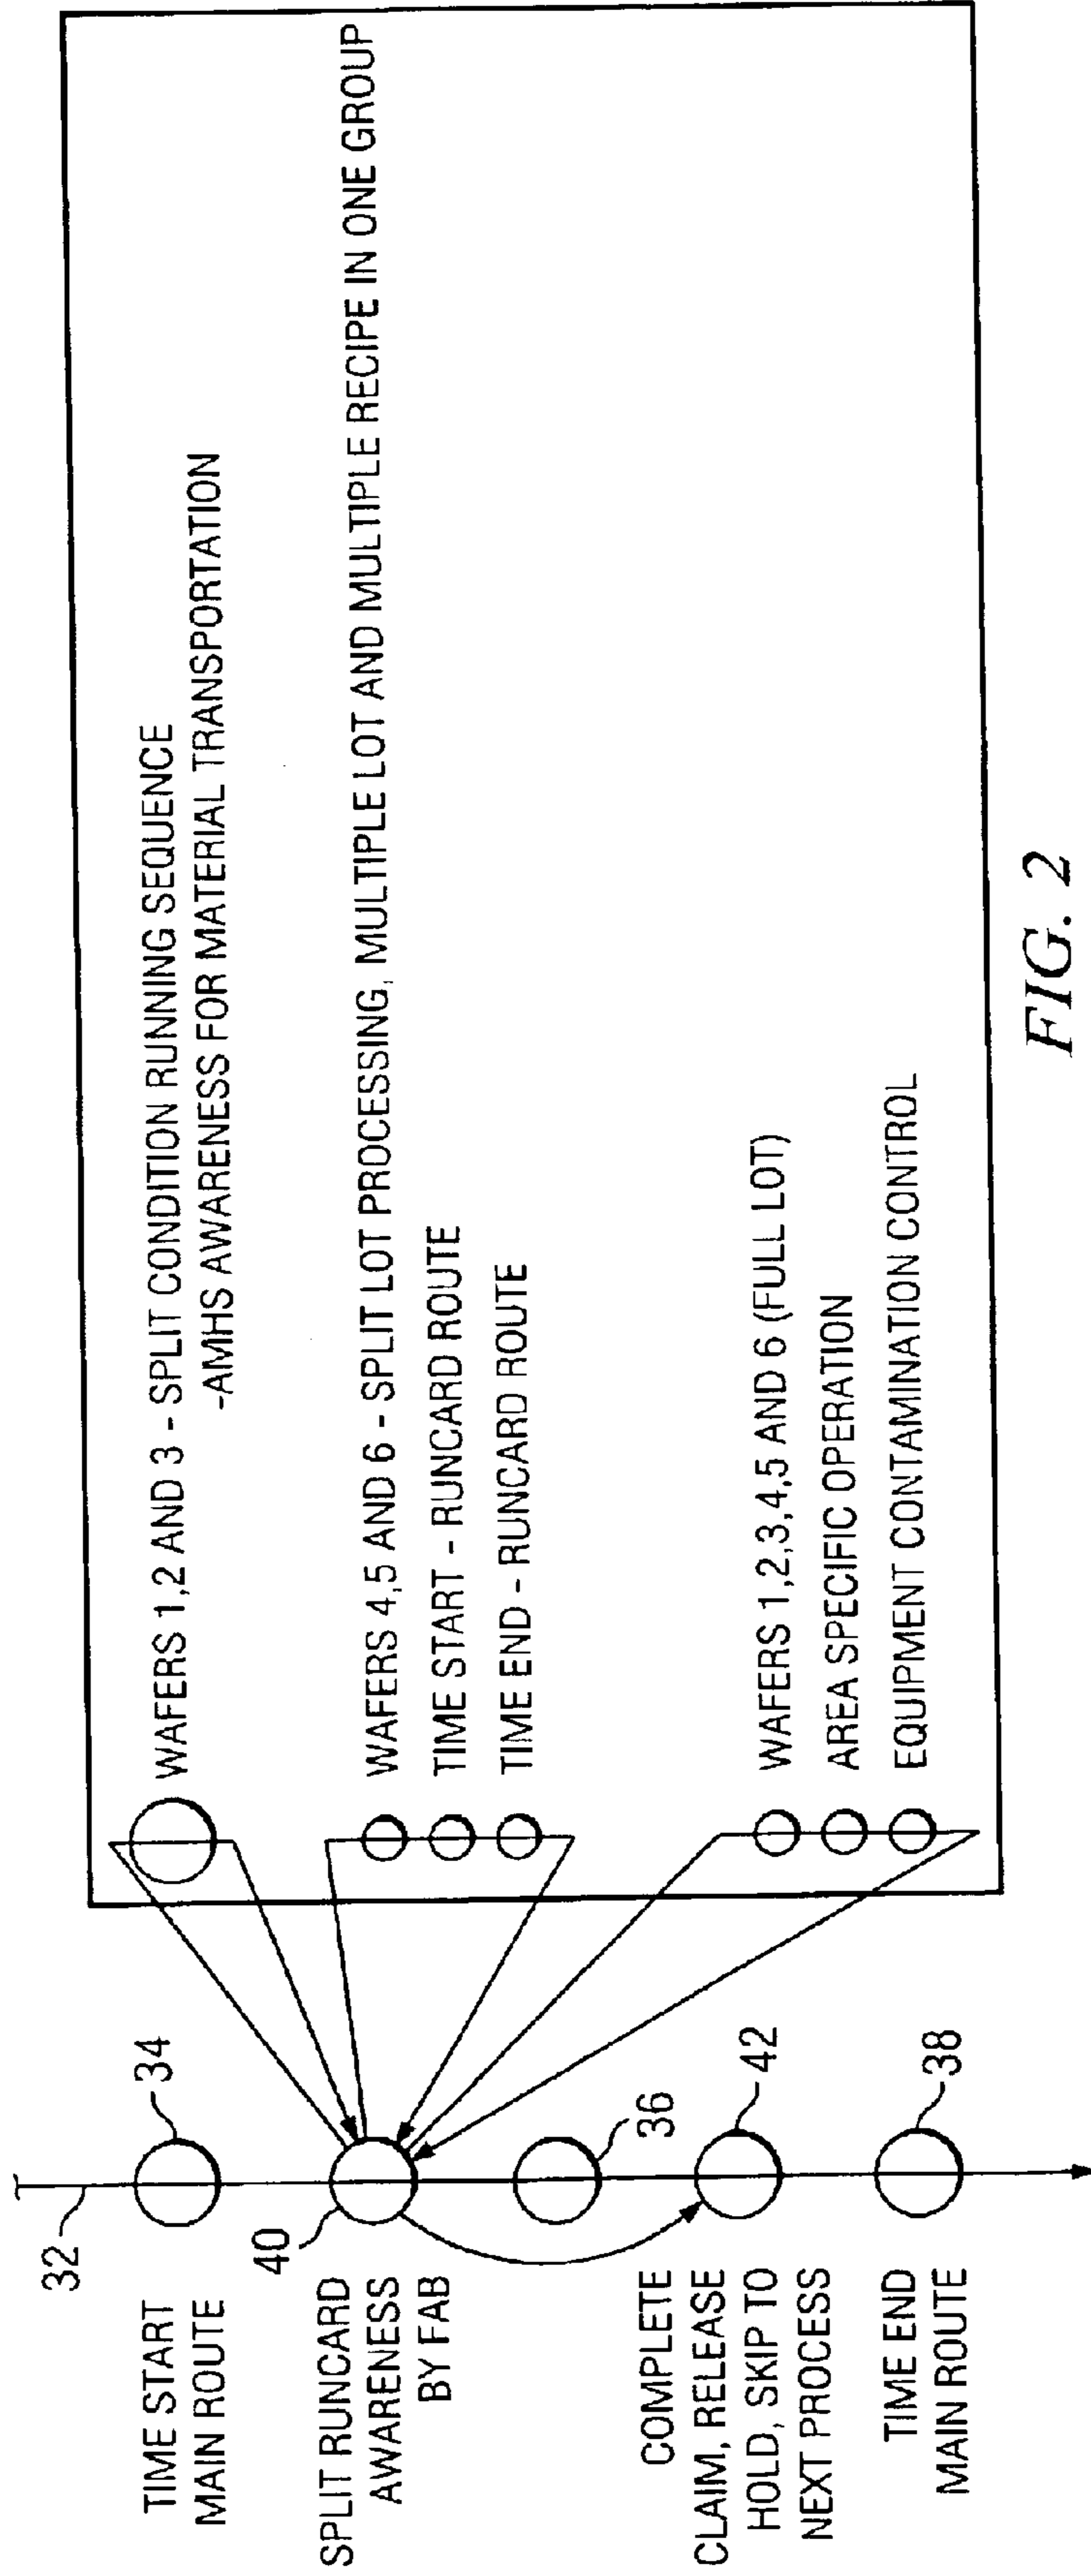 32
TIME START
MAIN ROUTE
34
SPLIT RUNCARD
AWARENESS
BY FAB
40
36
COMPLETE
CLAIM, RELEASE
HOLD, SKIP TO
NEXT PROCESS
42
TIME END
MAIN ROUTE
38
WAFERS 1,2 AND 3 - SPLIT CONDITION RUNNING SEQUENCE
-AMHS AWARENESS FOR MATERIAL TRANSPORTATION
WAFERS 4,5 AND 6 - SPLIT LOT PROCESSING, MULTIPLE LOT AND MULTIPLE RECIPE IN ONE GROUP
TIME START - RUNCARD ROUTE
TIME END - RUNCARD ROUTE
WAFERS 1,2,3,4,5 AND 6 (FULL LOT)
AREA SPECIFIC OPERATION
EQUIPMENT CONTAMINATION CONTROL
FIG. 2